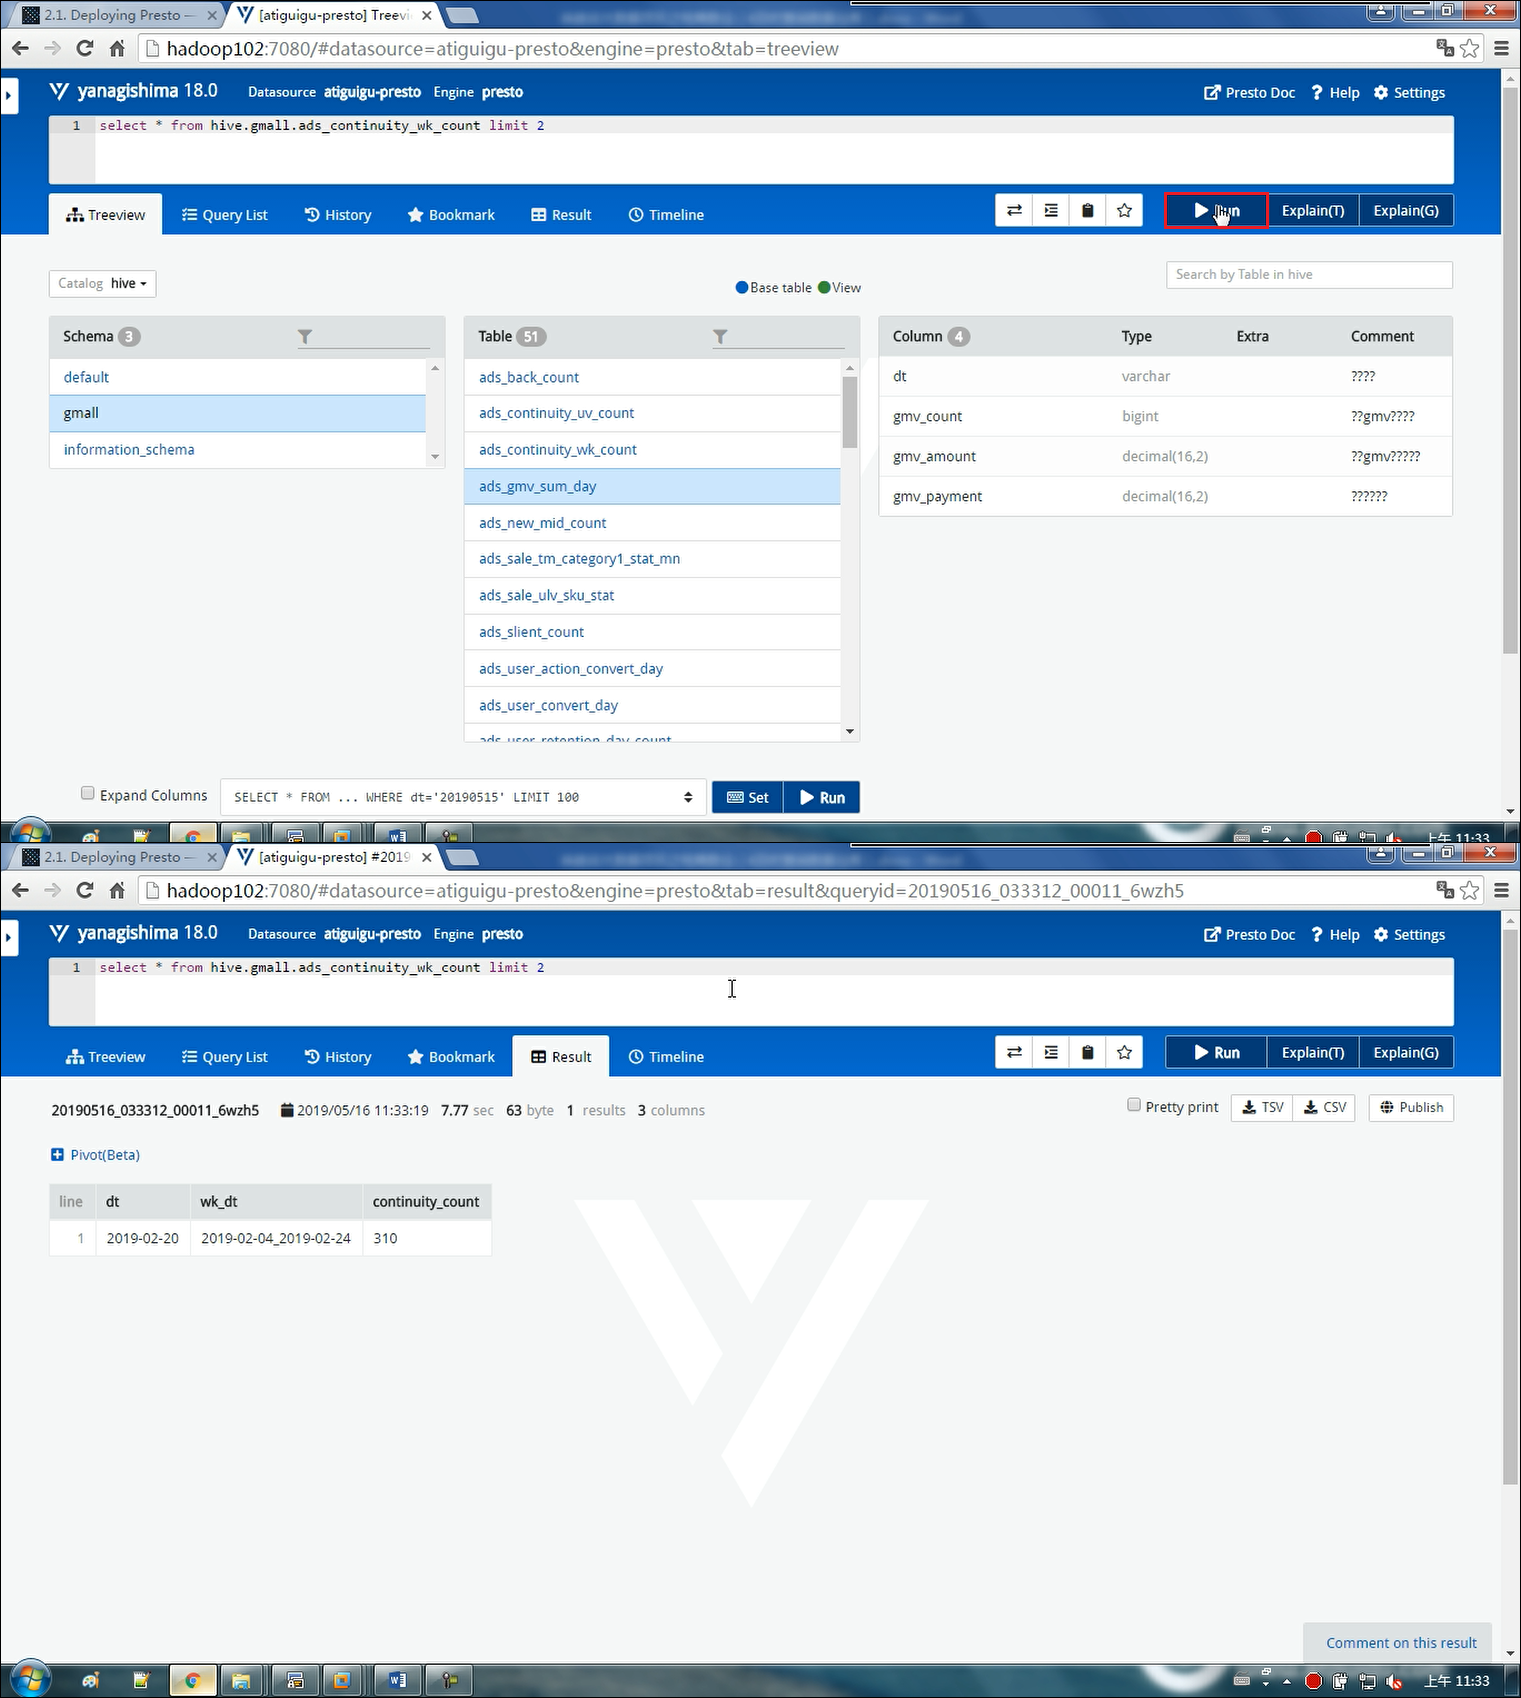 2.1. Deploying Presto —
[atiguigu-presto] Treevi
hadoop102:7080/#datasource=atiguigu-presto&engine=presto&tab=treeview
yanagishima 18.0 Datasource atiguigu-presto Engine presto Presto Doc ? Help Settings
1 select * from hive.gmall.ads_continuity_wk_count limit 2
Treeview Query List History Bookmark Result Timeline Explain(T) Explain(G)
Catalog hive
Base table View
Search by Table in hive
Schema 3
default
gmall
information_schema
Table 51
ads_back_count
ads_continuity_uv_count
ads_continuity_wk_count
ads_gmv_sum_day
ads_new_mid_count
ads_sale_tm_category1_stat_mn
ads_sale_ulv_sku_stat
ads_slient_count
ads_user_action_convert_day
ads_user_convert_day
ads_user_retention_day_count
Column 4 Type Extra Comment
dt varchar ????
gmv_count bigint ??gmv????
gmv_amount decimal(16,2) ??gmv?????
gmv_payment decimal(16,2) ??????
Expand Columns SELECT * FROM ... WHERE dt='20190515' LIMIT 100 Set Run
上午 11:33
2.1. Deploying Presto —
[atiguigu-presto] #2019
hadoop102:7080/#datasource=atiguigu-presto&engine=presto&tab=result&queryid=20190516_033312_00011_6wzh5
yanagishima 18.0 Datasource atiguigu-presto Engine presto Presto Doc ? Help Settings
1 select * from hive.gmall.ads_continuity_wk_count limit 2
Treeview Query List History Bookmark Result Timeline Run Explain(T) Explain(G)
20190516_033312_00011_6wzh5 2019/05/16 11:33:19 7.77 sec 63 byte 1 results 3 columns Pretty print TSV CSV Publish
Pivot(Beta)
line dt wk_dt continuity_count
1 2019-02-20 2019-02-04_2019-02-24 310
Comment on this result
上午 11:33